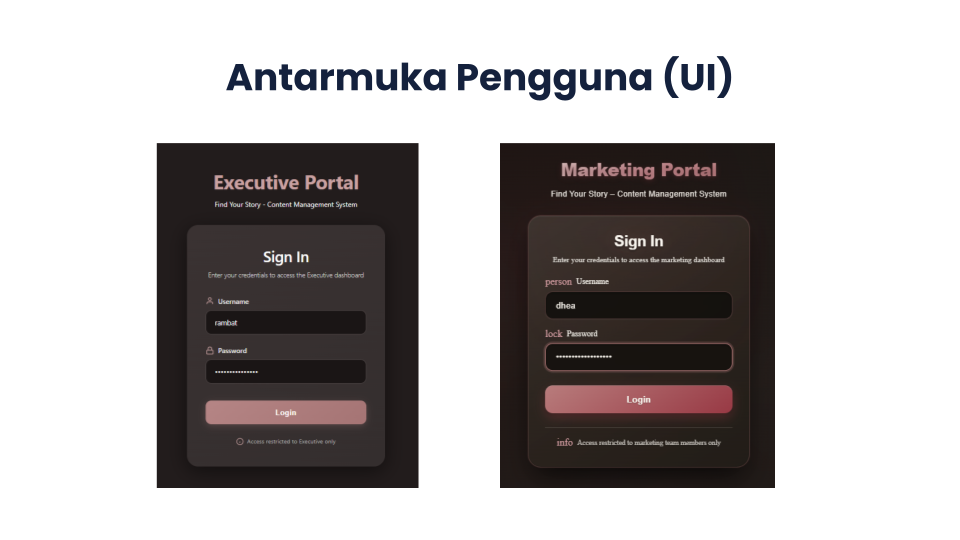 Antarmuka Pengguna (UI)
Executive Portal
Find Your Story - Content Management System
Sign In
Enter your credentials to access the Executive dashboard
Username
rambat
Password
•••••••••••••••
Login
Access restricted to Executive only
Marketing Portal
Find Your Story – Content Management System
Sign In
Enter your credentials to access the marketing dashboard
person Username
dhea
lock Password
••••••••••••••••••
Login
info Access restricted to marketing team members only